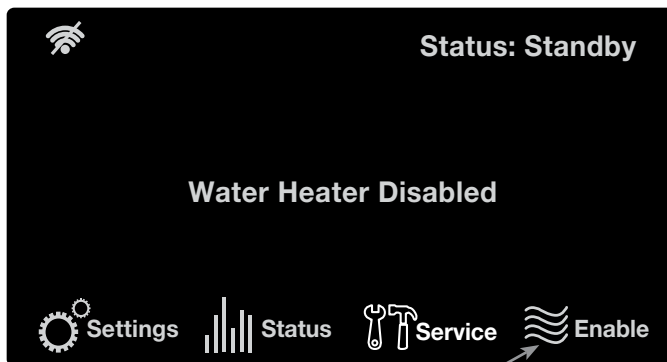 Status: Standby
Water Heater Disabled
Settings Status Service Enable